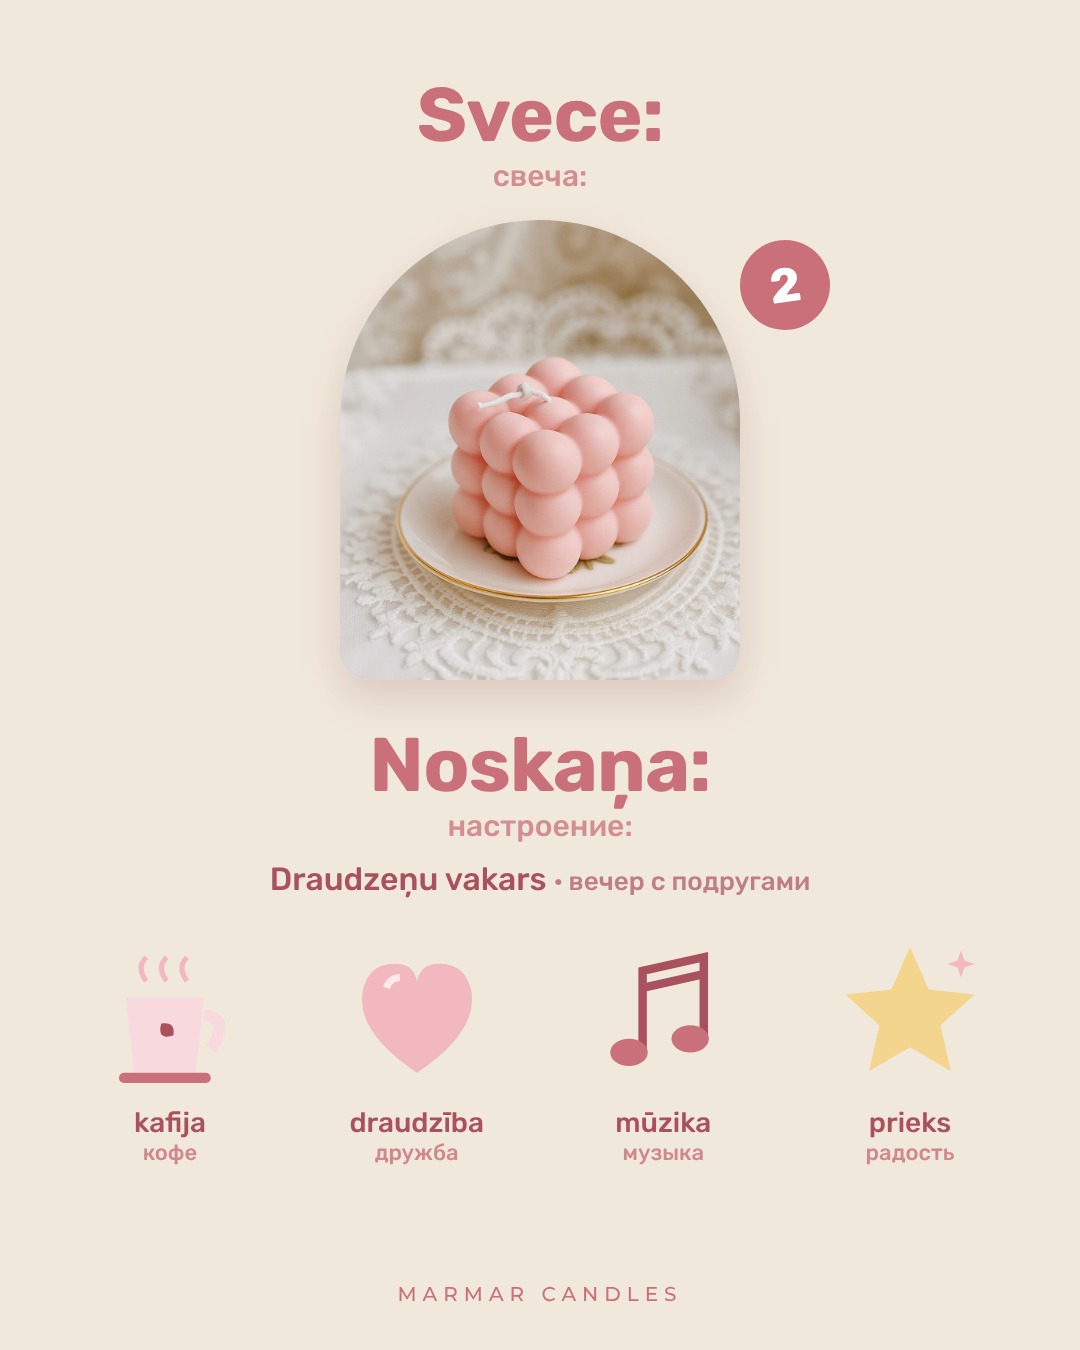 Svece:
свеча:
2
Noskaņa:
настроение:
Draudzeņu vakars · вечер с подругами
kafija
кофе
draudzība
дружба
mūzika
музыка
prieks
радость
MARMAR CANDLES